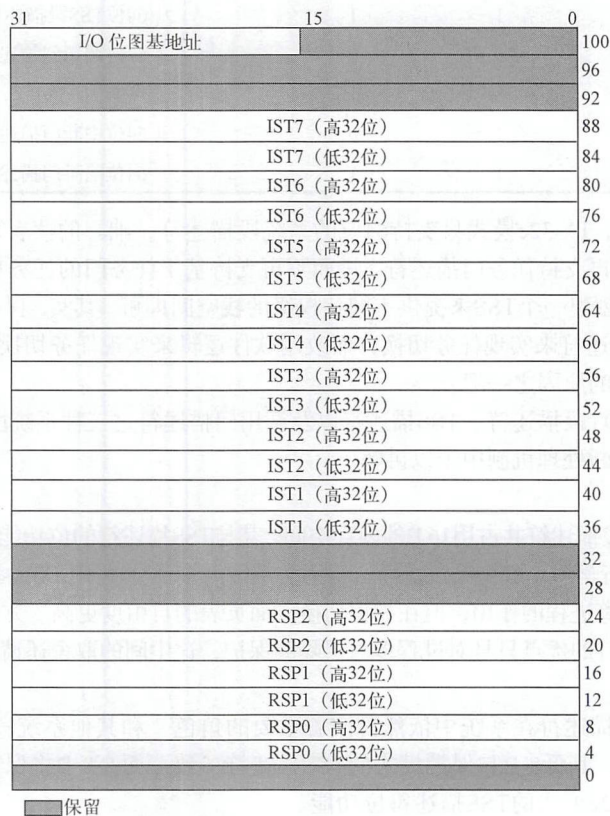 31 15 0
I/O 位图基地址 100
96
92
IST7（高32位） 88
IST7（低32位） 84
IST6（高32位） 80
IST6（低32位） 76
IST5（高32位） 72
IST5（低32位） 68
IST4（高32位） 64
IST4（低32位） 60
IST3（高32位） 56
IST3（低32位） 52
IST2（高32位） 48
IST2（低32位） 44
IST1（高32位） 40
IST1（低32位） 36
32
28
RSP2（高32位） 24
RSP2（低32位） 20
RSP1（高32位） 16
RSP1（低32位） 12
RSP0（高32位） 8
RSP0（低32位） 4
0
保留